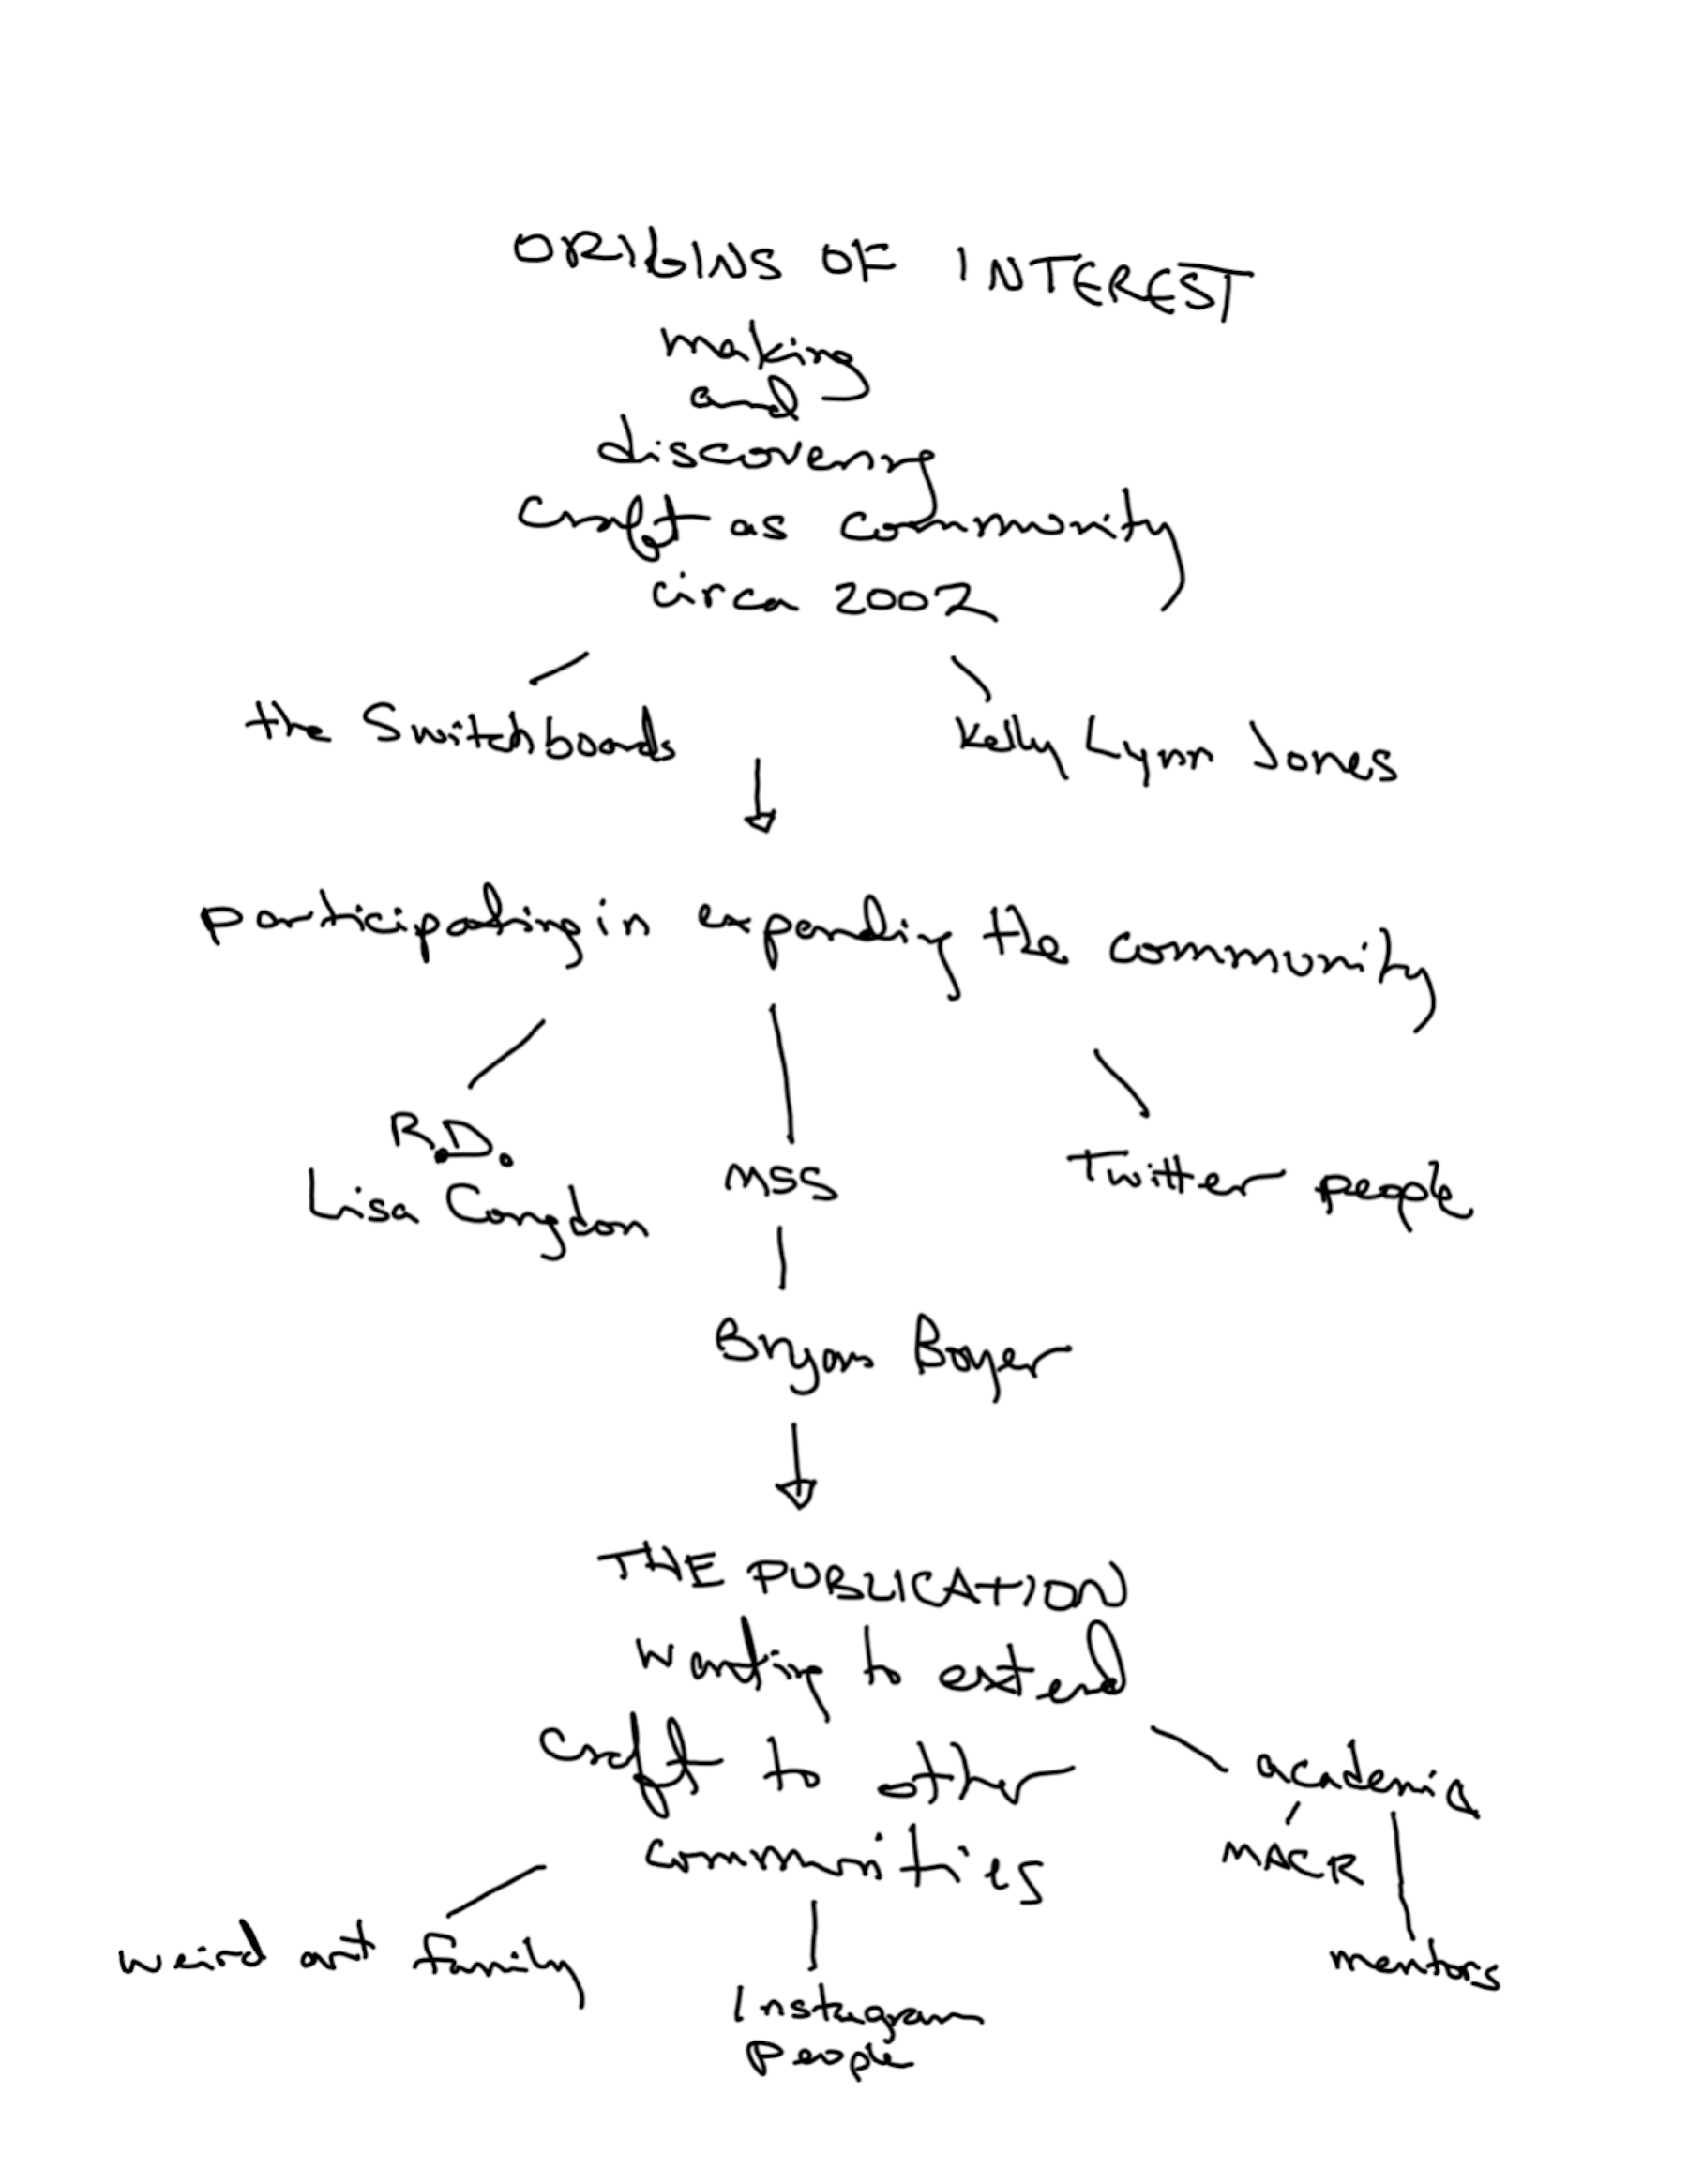 ORIGINS OF INTEREST
making
and
discovering
craft as community
circa 2002
the Switchboards
Kelly Lynn Jones
participating in expanding the community
R.D.
Lisa Congdon
MSS
Twitter people
Bryan Boyer
THE PUBLICATION
wanting to extend
craft to other
communities
academia
MACR
mentors
weird art family
Instagram
people